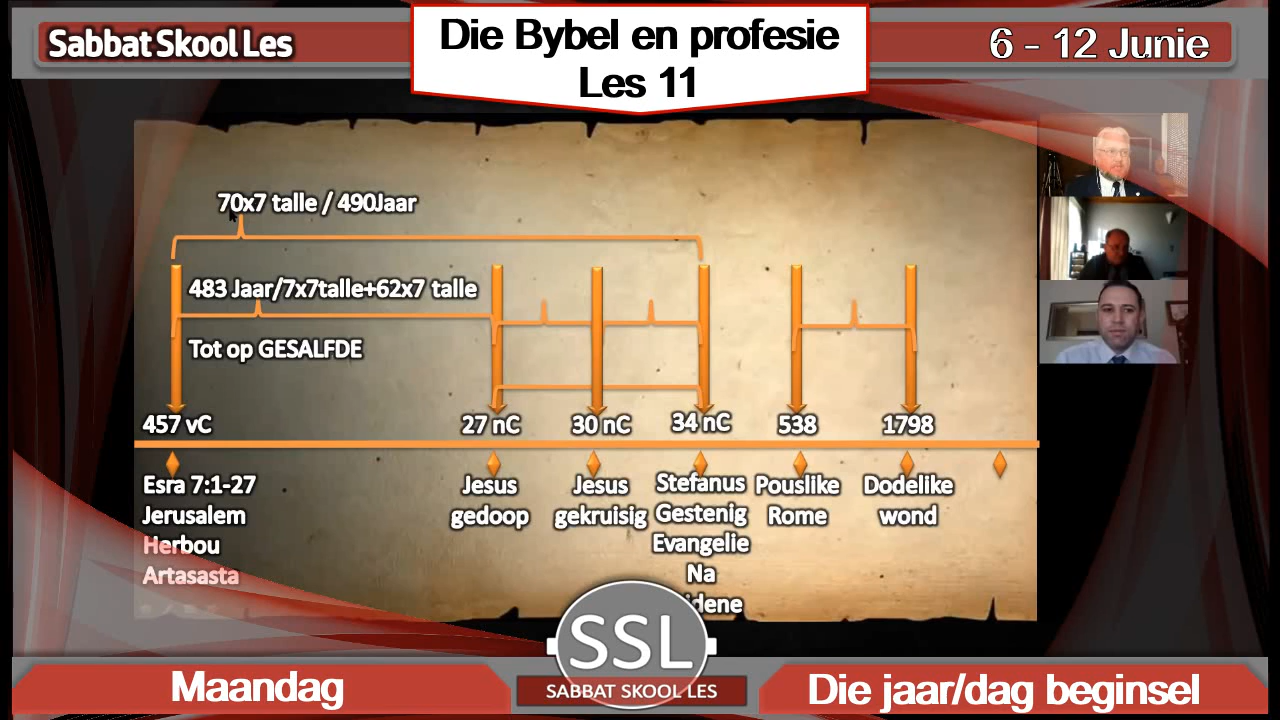 Sabbat Skool Les
Die Bybel en profesie
Les 11
6 - 12 Junie
70x7 talle / 490Jaar
483 Jaar/7x7talle+62x7 talle
Tot op GESALFDE
457 vC
27 nC
30 nC
34 nC
538
1798
Esra 7:1-27
Jerusalem
Herbou
Artasasta
Jesus
gedoop
Jesus
gekruisig
Stefanus
Gestenig
Evangelie
Na
Pouslike
Rome
Dodelike
wond
SSL
SABBAT SKOOL LES
Maandag
Die jaar/dag beginsel